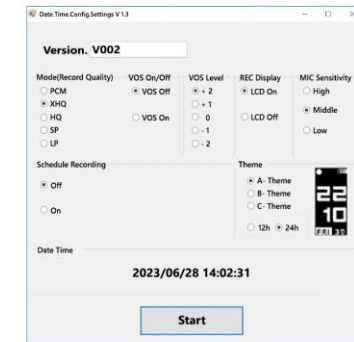 Date.Time.Config.Settings V 1.3
Version. V002
Mode(Record Quality) VOS On/Off VOS Level REC Display MIC Sensitivity
PCM VOS Off + 2 LCD On High
XHQ + 1 Middle
HQ VOS On 0 LCD Off Low
SP - 1
LP - 2
Schedule Recording Theme
Off A- Theme
B- Theme
On C- Theme
12h 24h
22
10
FRI 30
Date Time
2023/06/28 14:02:31
Start